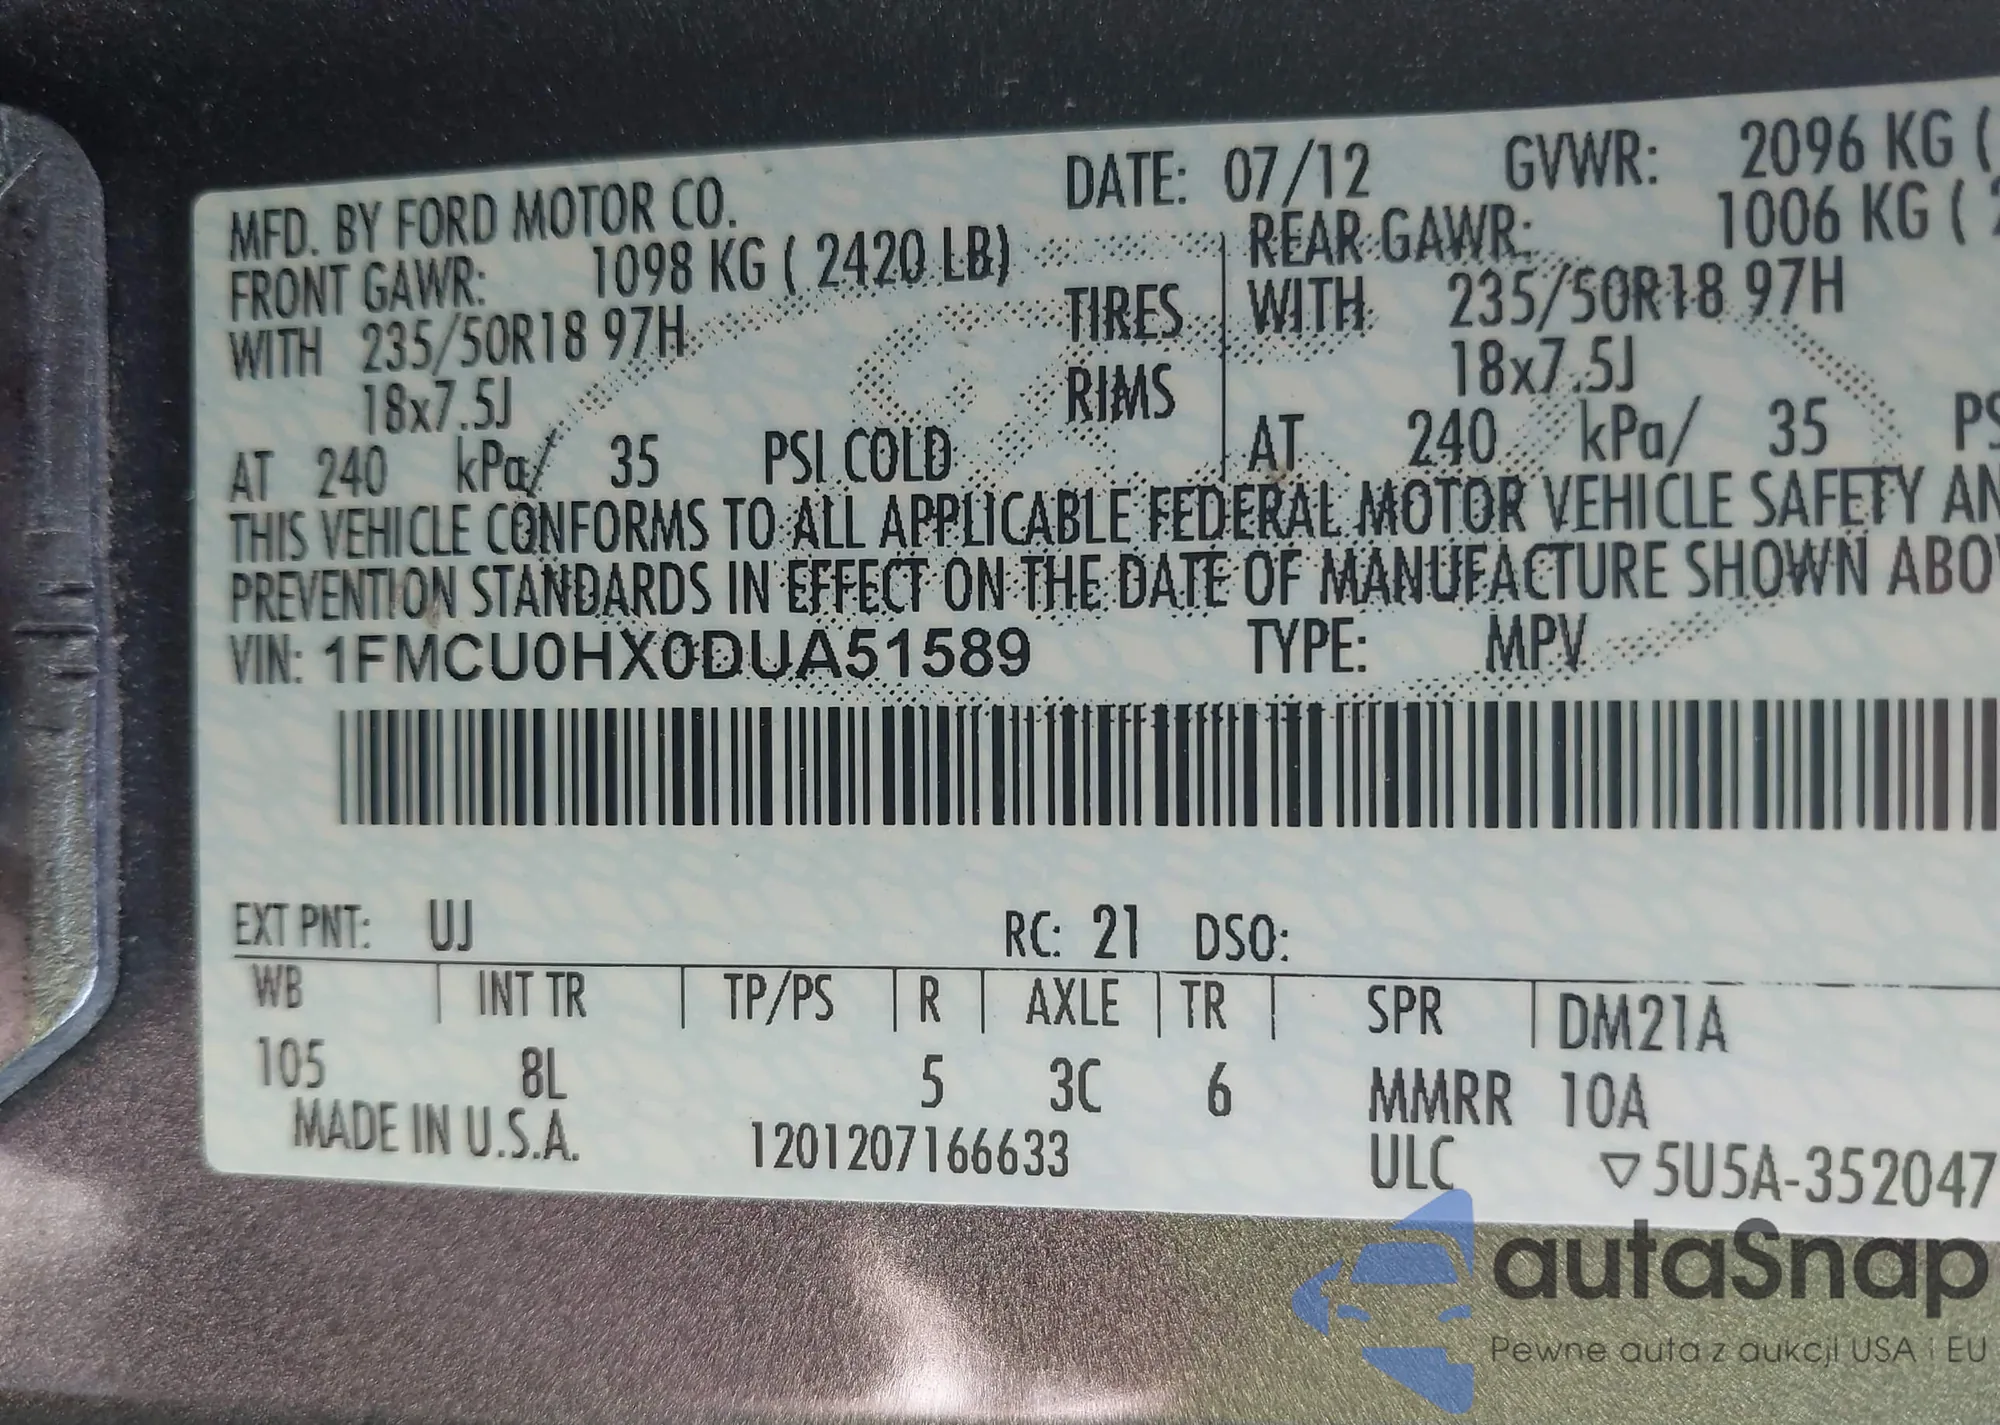 MFD. BY FORD MOTOR CO. DATE: 07/12 GVWR: 2096 KG (
FRONT GAWR: 1098 KG ( 2420 LB) REAR GAWR: 1006 KG (
WITH 235/50R18 97H TIRES WITH 235/50R18 97H
18x7.5J RIMS 18x7.5J
AT 240 kPa/ 35 PSI COLD AT 240 kPa/ 35 PS
THIS VEHICLE CONFORMS TO ALL APPLICABLE FEDERAL MOTOR VEHICLE SAFETY AN
PREVENTION STANDARDS IN EFFECT ON THE DATE OF MANUFACTURE SHOWN ABO
VIN: 1FMCU0HX0DUA51589 TYPE: MPV
EXT PNT: UJ RC: 21 DSO:
WB INT TR TP/PS R AXLE TR SPR DM21A
105 8L 5 3C 6 MMRR 10A
MADE IN U.S.A. 1201207166633 ULC ▽5U5A-352047
autaSnap
Pewne auta z aukcji USA i EU